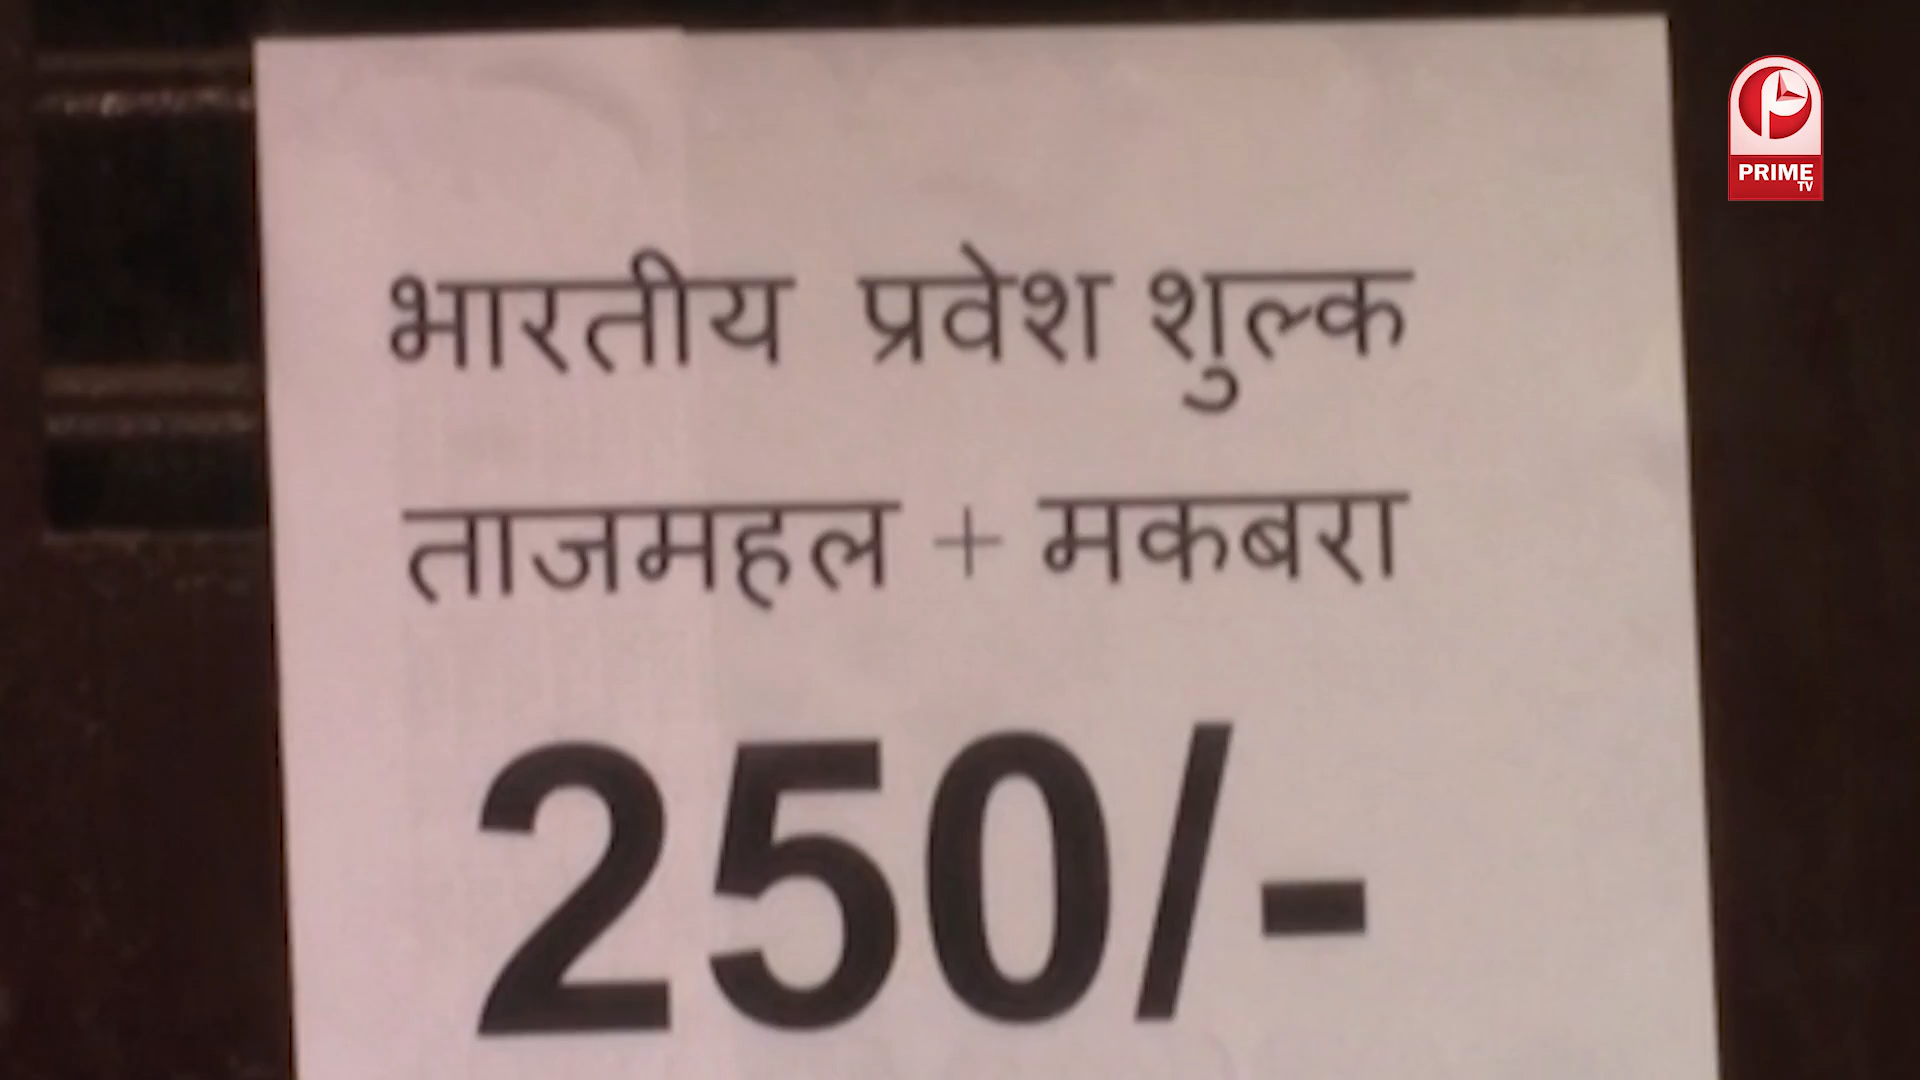 भारतीय प्रवेश शुल्क
ताजमहल + मकबरा
250/-
PRIME
TV